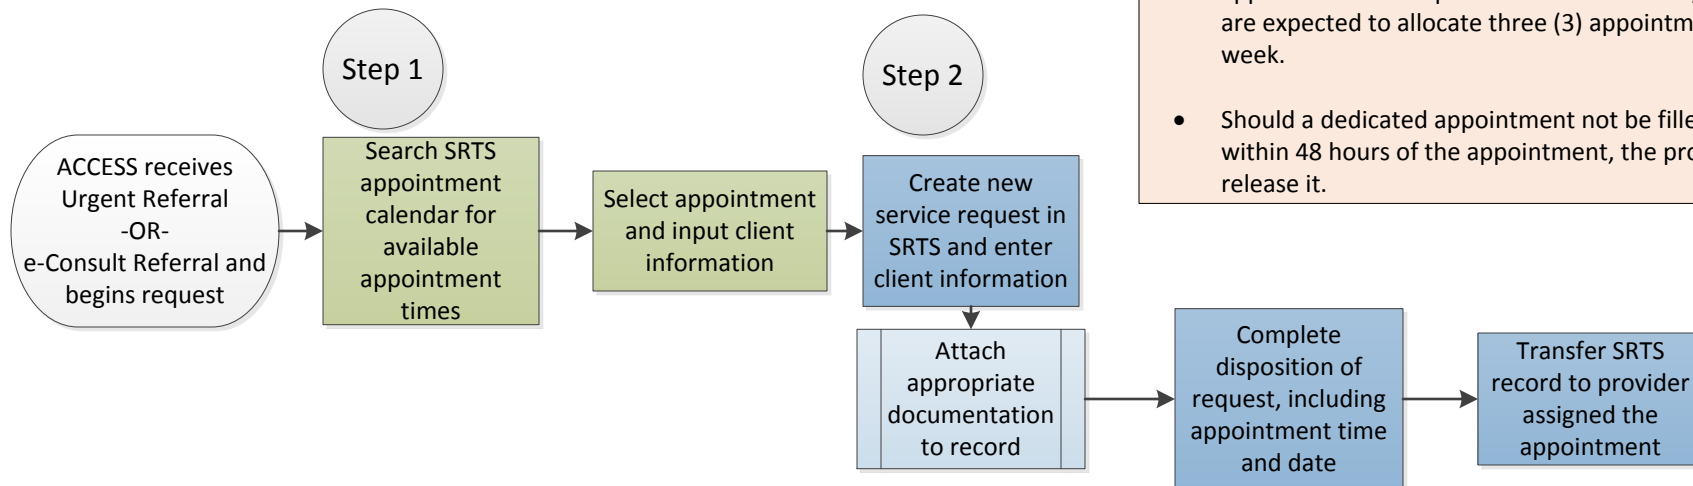 Step 1
Step 2
ACCESS receives
Urgent Referral
-OR-
e-Consult Referral and
begins request
Search SRTS
appointment
calendar for
available
appointment
times
Select appointment
and input client
information
Create new
service request in
SRTS and enter
client information
Attach
appropriate
documentation
to record
Complete
disposition of
request, including
appointment time
and date
Transfer SRTS
record to provider
assigned the
appointment
are expected to allocate three (3)
week.
• Should a dedicated appointment not be
within 48 hours of the appointment, the
release it.